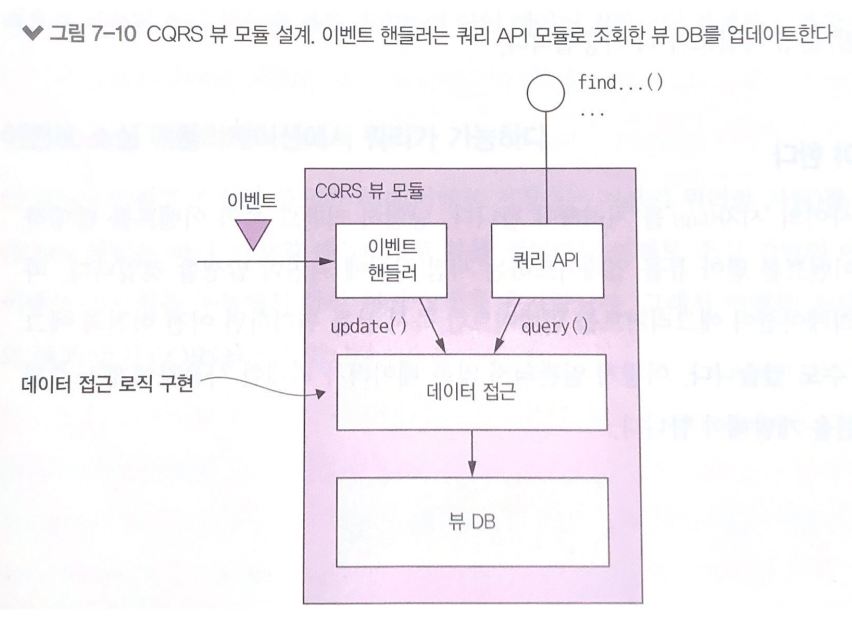 그림 7-10 CQRS 뷰 모듈 설계. 이벤트 핸들러는 쿼리 API 모듈로 조회한 뷰 DB를 업데이트한다
find...()
...
CQRS 뷰 모듈
이벤트
이벤트
핸들러
쿼리 API
update()
query()
데이터 접근 로직 구현
데이터 접근
뷰 DB